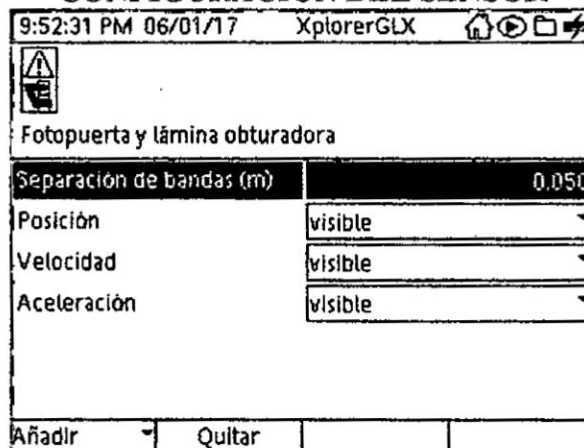 9:52:31 PM 06/01/17 XplorerGLX
Fotopuerta y lámina obturadora
Separación de bandas (m) 0.050
Posición visible
Velocidad visible
Aceleración visible
Añadir Quitar